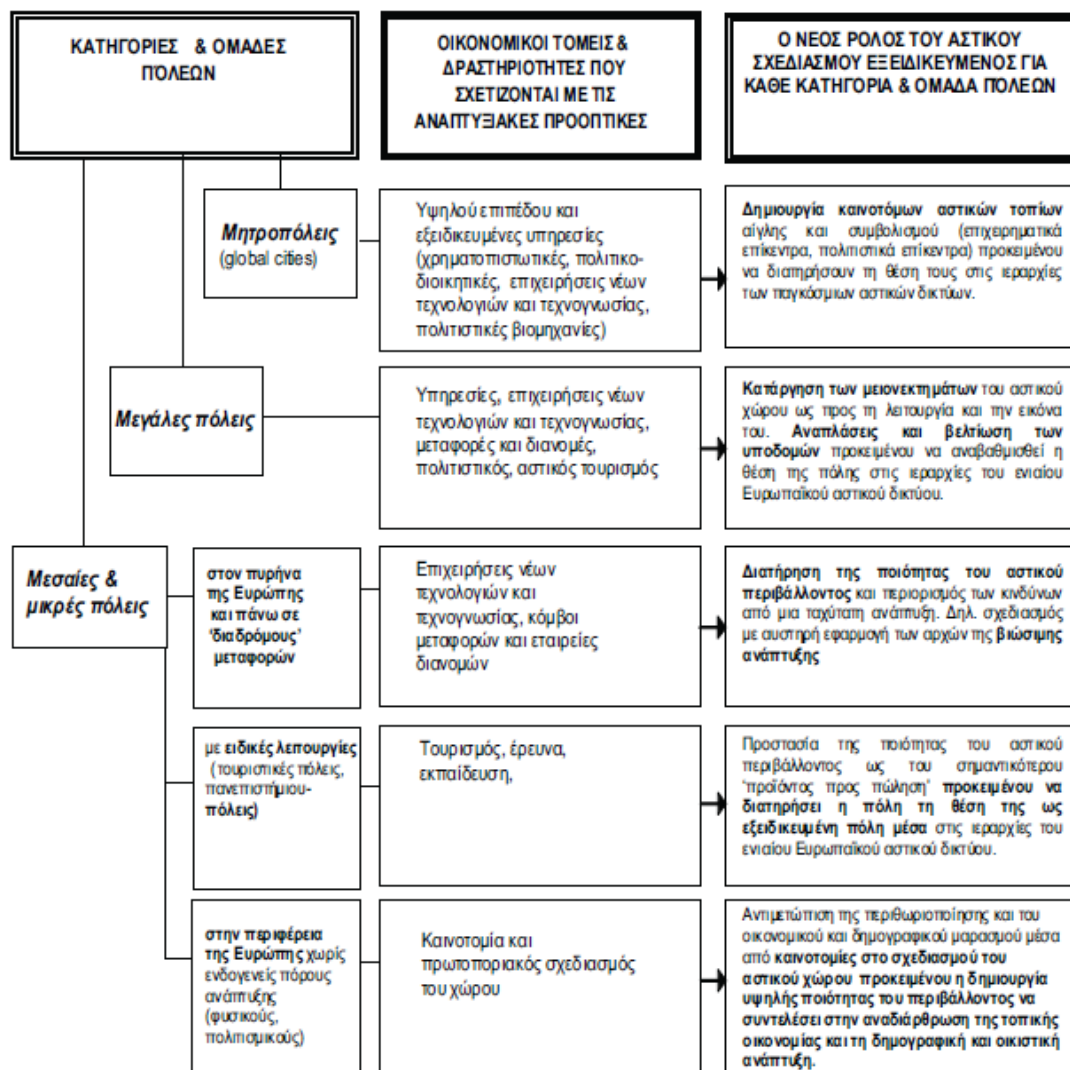 ΚΑΤΗΓΟΡΙΕΣ & ΟΜΑΔΕΣ
ΠΌΛΕΩΝ
ΟΙΚΟΝΟΜΙΚΟΙ ΤΟΜΕΙΣ &
ΔΡΑΣΤΗΡΙΟΤΗΤΕΣ ΠΟΥ
ΣΧΕΤΙΖΟΝΤΑΙ ΜΕ ΤΙΣ
ΑΝΑΠΤΥΞΙΑΚΕΣ ΠΡΟΟΠΤΙΚΕΣ
Ο ΝΕΟΣ ΡΟΛΟΣ ΤΟΥ ΑΣΤΙΚΟΥ
ΣΧΕΔΙΑΣΜΟΥ ΕΞΕΙΔΙΚΕΥΜΕΝΟΣ ΓΙΑ
ΚΑΘΕ ΚΑΤΗΓΟΡΙΑ & ΟΜΑΔΑ ΠΌΛΕΩΝ
Μητροπόλεις
(global cities)
Υψηλού επιπέδου και
εξειδικευμένες υπηρεσίες
(χρηματοπιστωτικές, πολιτικο-
διοικητικές, επιχειρήσεις νέων
τεχνολογιών και τεχνογνωσίας,
πολιτιστικές βιομηχανίες)
Δημιουργία καινοτόμων αστικών τοπίων
αίγλης και συμβολισμού (επιχειρηματικά
επίκεντρα, πολιτιστικά επίκεντρα) προκειμένου
να διατηρήσουν τη θέση τους στις ιεραρχίες
των παγκόσμιων αστικών δικτύων.
Μεγάλες πόλεις
Υπηρεσίες, επιχειρήσεις νέων
τεχνολογιών και τεχνογνωσίας,
μεταφορές και διανομές,
πολιτιστικός, αστικός τουρισμός
Κατάργηση των μειονεκτημάτων του αστικού
χώρου ως προς τη λειτουργία και την εικόνα
του. Αναπλάσεις και βελτίωση των
υποδομών προκειμένου να αναβαθμισθεί η
θέση της πόλης στις ιεραρχίες του ενιαίου
Ευρωπαϊκού αστικού δικτύου.
Μεσαίες &
μικρές πόλεις
στον πυρήνα
της Ευρώπης
και πάνω σε
'διαδρόμους'
μεταφορών
Επιχειρήσεις νέων
τεχνολογιών και
τεχνογνωσίας, κόμβοι
μεταφορών και εταιρείες
διανομών
Διατήρηση της ποιότητας του αστικού
περιβάλλοντος και περιορισμός των κινδύνων
από μια ταχύτατη ανάπτυξη. Δηλ. σχεδιασμός
με αυστηρή εφαρμογή των αρχών της βιώσιμης
ανάπτυξης
με ειδικές λειτουργίες
(τουριστικές πόλεις,
πανεπιστήμιου-
πόλεις)
Τουρισμός, έρευνα,
εκπαίδευση,
Προστασία της ποιότητας του αστικού
περιβάλλοντος ως του σημαντικότερου
'προϊόντος προς πώληση' προκειμένου να
διατηρήσει η πόλη τη θέση της ως
εξειδικευμένη πόλη μέσα στις ιεραρχίες του
ενιαίου Ευρωπαϊκού αστικού δικτύου.
στην περιφέρεια
της Ευρώπης χωρίς
ενδογενείς πόρους
ανάπτυξης
(φυσικούς,
πολιτισμικούς)
Καινοτομία και
πρωτοποριακός σχεδιασμός
του χώρου
Αντιμετώπιση της περιθωριοποίησης και του
οικονομικού και δημογραφικού μαρασμού μέσα
από καινοτομίες στο σχεδιασμού του
αστικού χώρου προκειμένου η δημιουργία
υψηλής ποιότητας του περιβάλλοντος να
συντελέσει στην αναδιάρθρωση της τοπικής
οικονομίας και τη δημογραφική και οικιστική
ανάπτυξη.